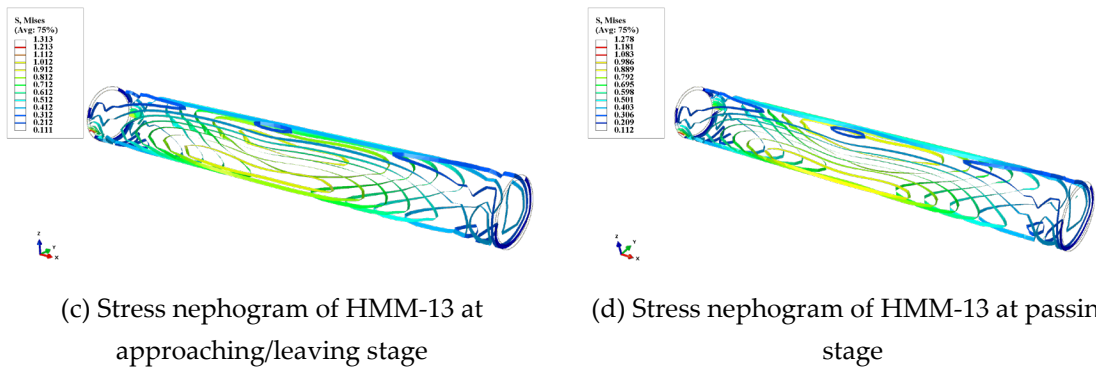 S, Mises
(Avg: 75%)
1.313
1.213
1.112
1.012
0.912
0.812
0.712
0.612
0.512
0.412
0.312
0.212
0.111
Z
Y
X
S, Mises
(Avg: 75%)
1.278
1.181
1.083
0.986
0.889
0.792
0.695
0.598
0.501
0.403
0.306
0.209
0.112
Z
Y
X
(c) Stress nephogram of HMM-13 at
approaching/leaving stage
(d) Stress nephogram of HMM-13 at passin
stage